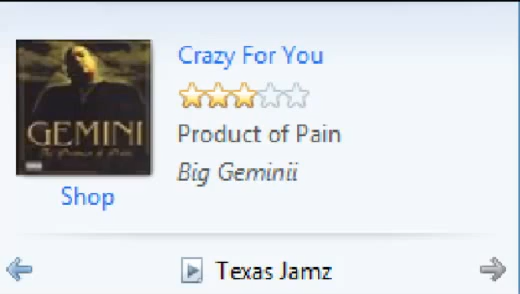 Crazy For You
GEMINI
Product of Pain
Big Geminii
Shop
Texas Jamz